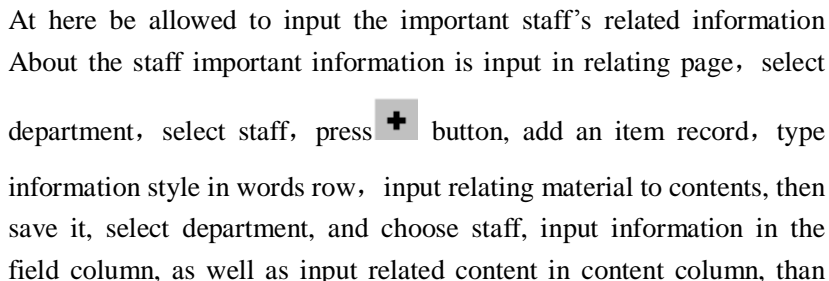 At here be allowed to input the important staff's related information
About the staff important information is input in relating page，select
department，select staff，press button, add an item record，type
information style in words row，input relating material to contents, then
save it, select department, and choose staff, input information in the
field column, as well as input related content in content column, than